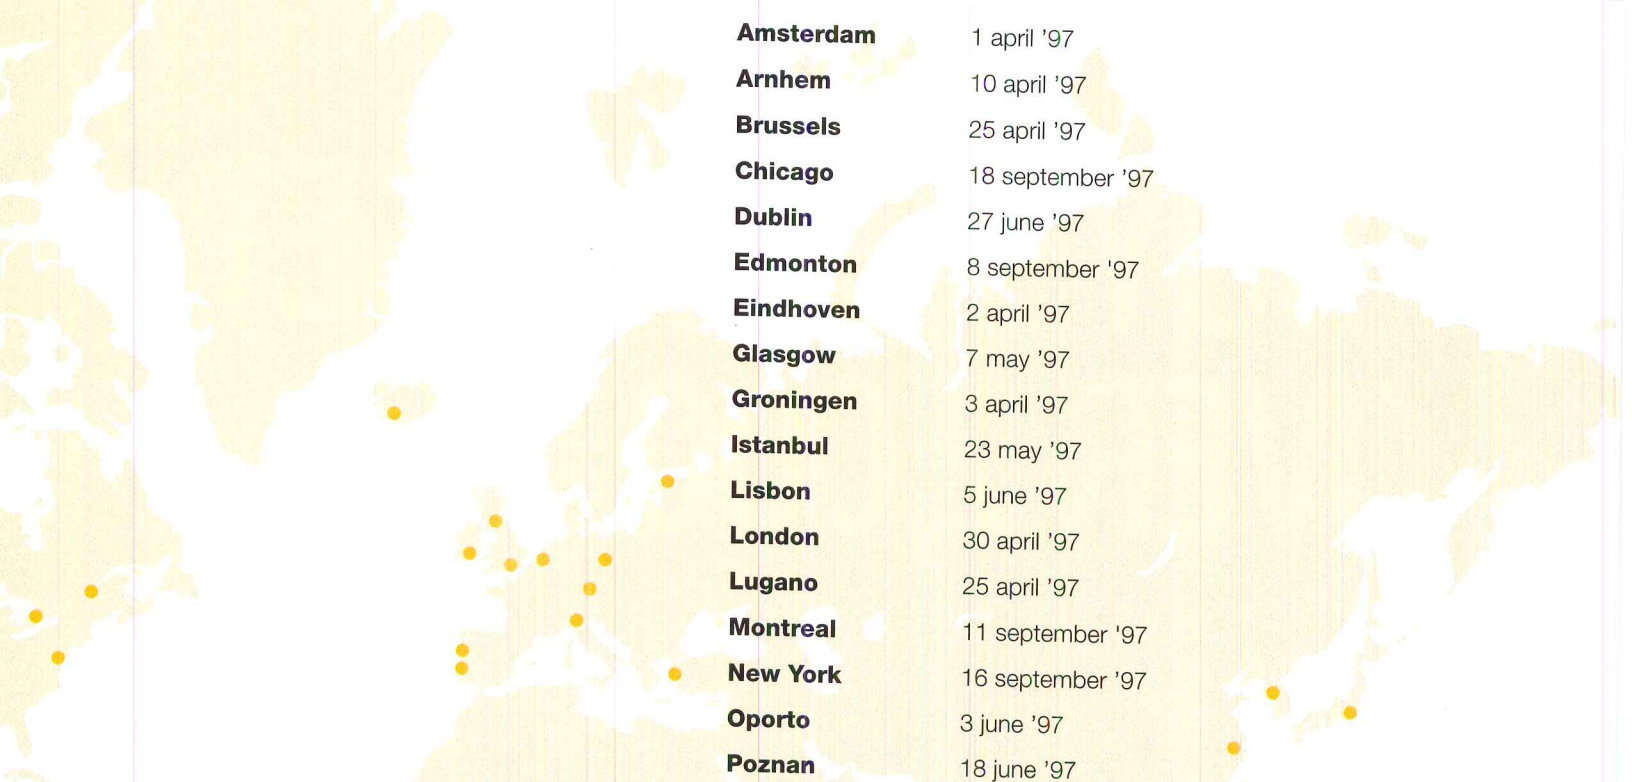 Amsterdam 1 april ’97
Arnhem 10 april ’97
Brussels 25 april ’97
Chicago 18 september ’97
Dublin 27 june ’97
Edmonton 8 september '97
Eindhoven 2 april ’97
Glasgow 7 may ’97
Groningen 3 april ’97
Istanbul 23 may ’97
Lisbon 5 june ’97
London 30 april ’97
Lugano 25 april ’97
Montreal 11 september '97
New York 16 september ’97
Oporto 3 june ’97
Poznan 18 june ’97